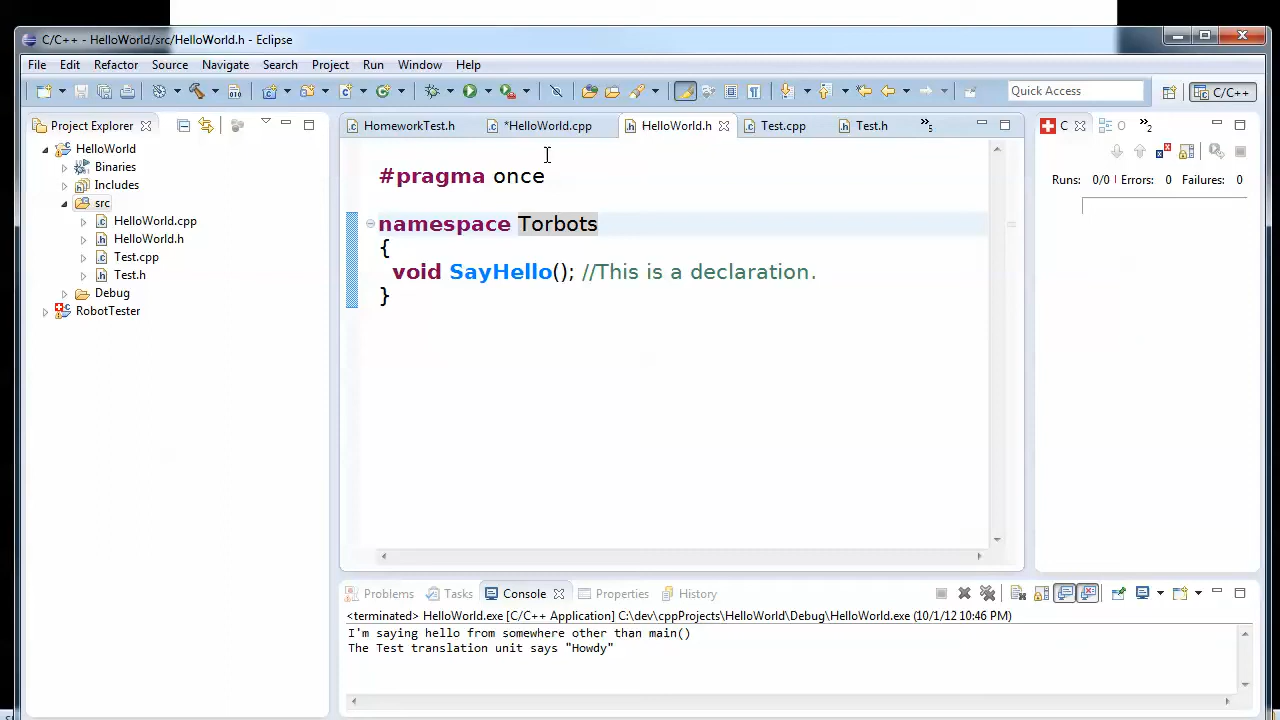 C/C++ - HelloWorld/src/HelloWorld.h - Eclipse
File Edit Refactor Source Navigate Search Project Run Window Help
Quick Access
C/C++
Project Explorer
HomeworkTest.h
*HelloWorld.cpp
HelloWorld.h
Test.cpp
Test.h
5
C
O
2
HelloWorld
Binaries
Includes
src
HelloWorld.cpp
HelloWorld.h
Test.cpp
Test.h
Debug
RobotTester
#pragma once
namespace Torbots
{
void SayHello(); //This is a declaration.
}
Runs: 0/0 Errors: 0 Failures: 0
Problems Tasks Console Properties History
<terminated> HelloWorld.exe [C/C++ Application] C:\dev\cppProjects\HelloWorld\Debug\HelloWorld.exe (10/1/12 10:46 PM)
I'm saying hello from somewhere other than main()
The Test translation unit says "Howdy"